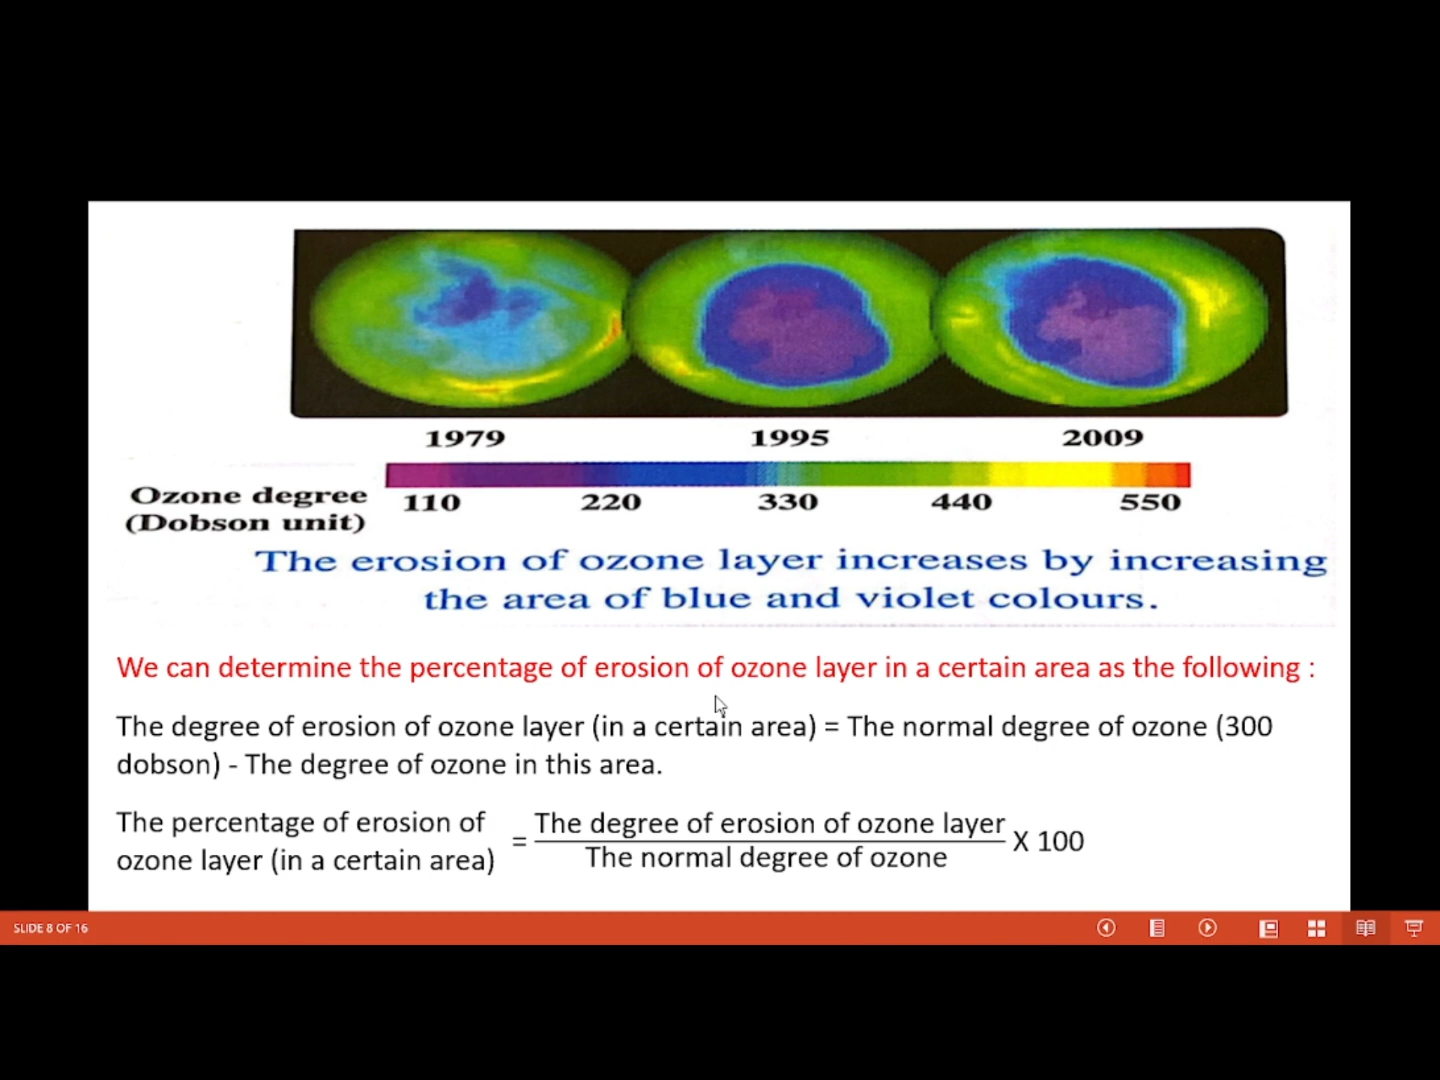 1979 1995 2009
Ozone degree
(Dobson unit)
110 220 330 440 550
The erosion of ozone layer increases by increasing
the area of blue and violet colours.
We can determine the percentage of erosion of ozone layer in a certain area as the following :
The degree of erosion of ozone layer (in a certain area) = The normal degree of ozone (300
dobson) - The degree of ozone in this area.
The percentage of erosion of
ozone layer (in a certain area)
= The degree of erosion of ozone layer
The normal degree of ozone
X 100
SLIDE 8 OF 16